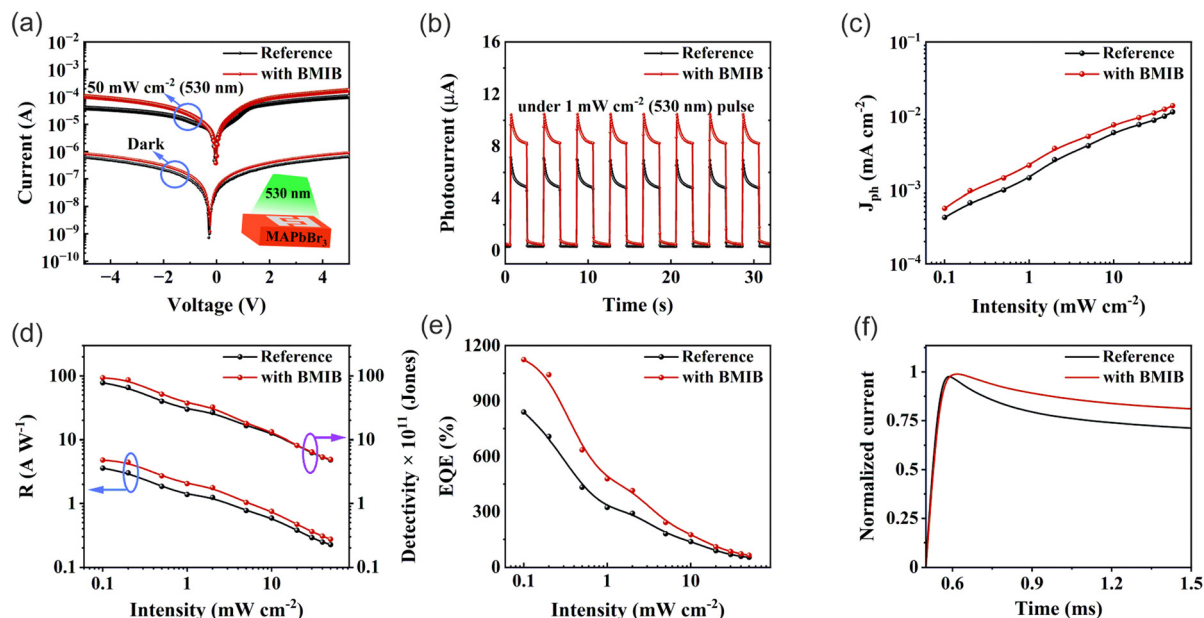 (a)
Current (A)
10⁻²
10⁻³
10⁻⁴
10⁻⁵
10⁻⁶
10⁻⁷
10⁻⁸
10⁻⁹
10⁻¹⁰
Reference
with BMIB
50 mW cm⁻² (530 nm)
Dark
530 nm
MAPbBr₃
−4 −2 0 2 4
Voltage (V)
(b)
Photocurrent (μA)
16
12
8
4
0
Reference
with BMIB
under 1 mW cm⁻² (530 nm) pulse
0 10 20 30
Time (s)
(c)
Jph (mA cm⁻²)
10⁻¹
10⁻²
10⁻³
10⁻⁴
Reference
with BMIB
0.1 1 10
Intensity (mW cm⁻²)
(d)
R (A W⁻¹)
100
10
1
0.1
Reference
with BMIB
100
10
1
0.1
Detectivity × 10¹¹ (Jones)
0.1 1 10
Intensity (mW cm⁻²)
(e)
EQE (%)
1200
900
600
300
0
Reference
with BMIB
0.1 1 10
Intensity (mW cm⁻²)
(f)
Normalized current
1
0.75
0.5
0.25
0
Reference
with BMIB
0.6 0.9 1.2 1.5
Time (ms)